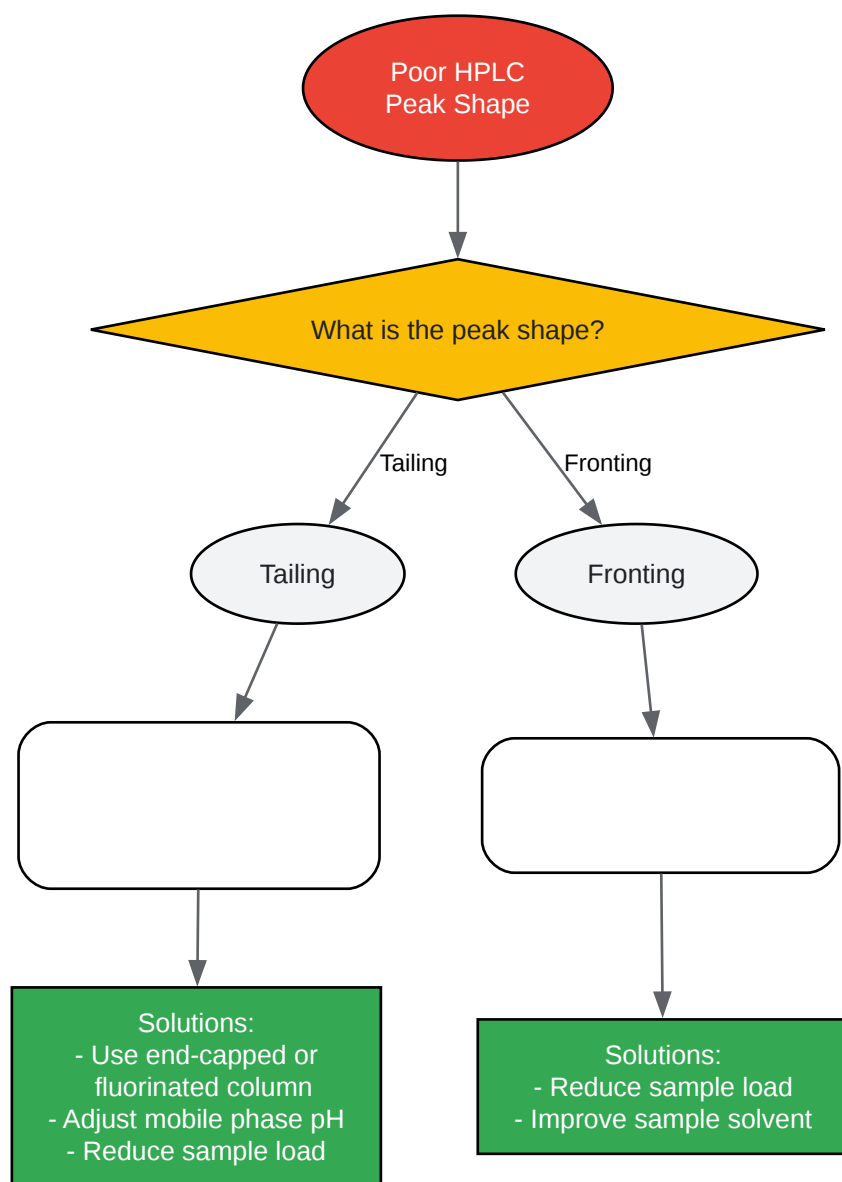 Poor HPLC
Peak Shape
What is the peak shape?
Tailing
Fronting
Tailing
Fronting
Solutions:
- Use end-capped or
fluorinated column
- Adjust mobile phase pH
- Reduce sample load
Solutions:
- Reduce sample load
- Improve sample solvent